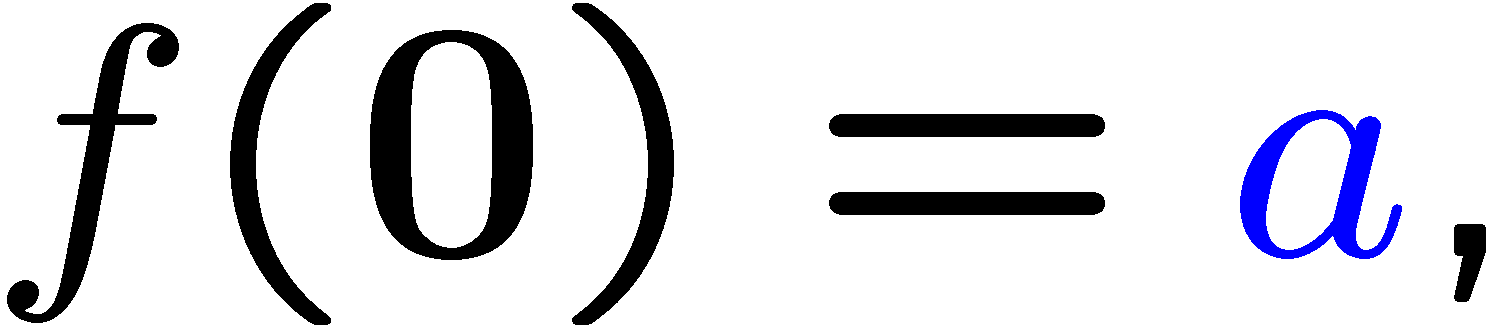 f(0) = a,